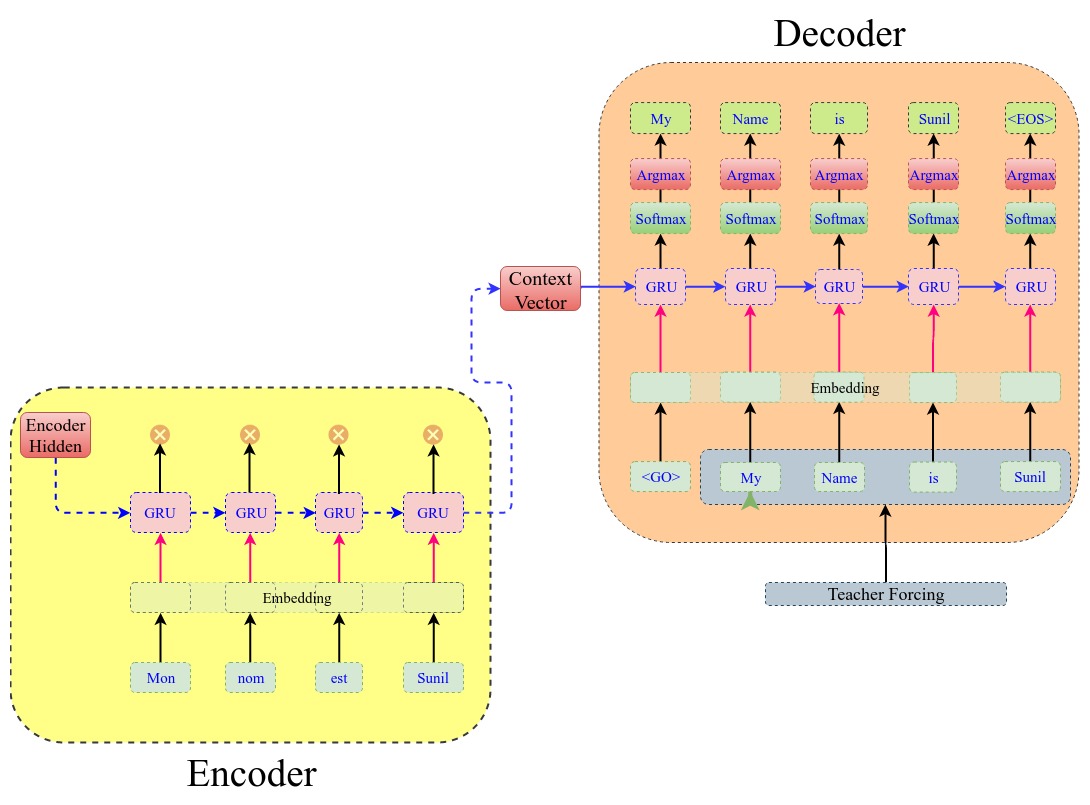 Decoder
My Name is Sunil <EOS>
Argmax Argmax Argmax Argmax Argmax
Softmax Softmax Softmax Softmax Softmax
Context
Vector
GRU GRU GRU GRU GRU
Embedding
<GO> My Name is Sunil
Teacher Forcing
Encoder
Hidden
GRU GRU GRU GRU
Embedding
Mon nom est Sunil
Encoder